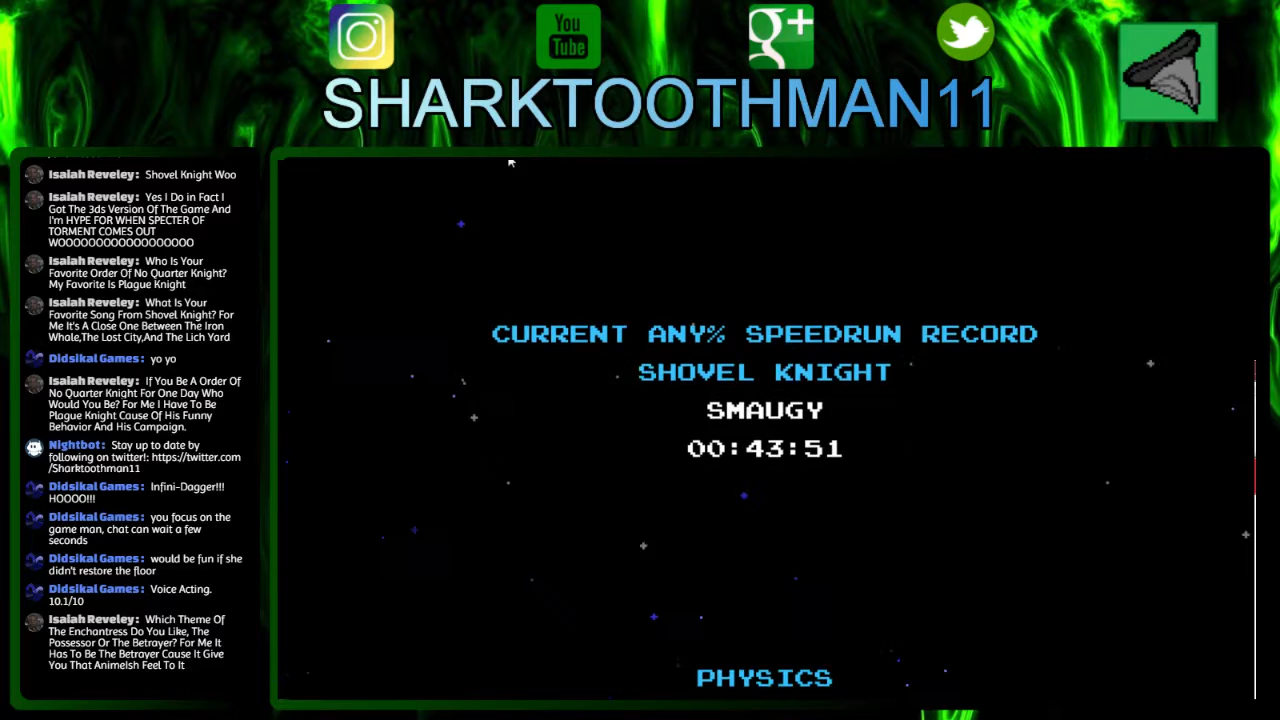 You
Tube
g+
SHARKTOOTHMAN11
Isaiah Reveley: Shovel Knight Woo
Isaiah Reveley: Yes I Do in Fact I
Got The 3ds Version Of The Game And
I'm HYPE FOR WHEN SPECTER OF
TORMENT COMES OUT
WOOOOOOOOOOOOOOOOOO
Isaiah Reveley: Who Is Your
Favorite Order Of No Quarter Knight?
My Favorite Is Plague Knight
Isaiah Reveley: What Is Your
Favorite Song From Shovel Knight? For
Me It's A Close One Between The Iron
Whale,The Lost City,And The Lich Yard
Didsikal Games: yo yo
Isaiah Reveley: If You Be A Order Of
No Quarter Knight For One Day Who
Would You Be? For Me I Have To Be
Plague Knight Cause Of His Funny
Behavior And His Campaign.
Nightbot: Stay up to date by
following on twitter!: https://twitter.com
/Sharktoothman11
Didsikal Games: Infini-Dagger!!!
HOOOO!!!
Didsikal Games: you focus on the
game man, chat can wait a few
seconds
Didsikal Games: would be fun if she
didn't restore the floor
Didsikal Games: Voice Acting.
10.1/10
Isaiah Reveley: Which Theme Of
The Enchantress Do You Like, The
Possessor Or The Betrayer? For Me It
Has To Be The Betrayer Cause It Give
You That AnimeIsh Feel To It
CURRENT ANY% SPEEDRUN RECORD
SHOVEL KNIGHT
SMAUGY
00:43:51
PHYSICS